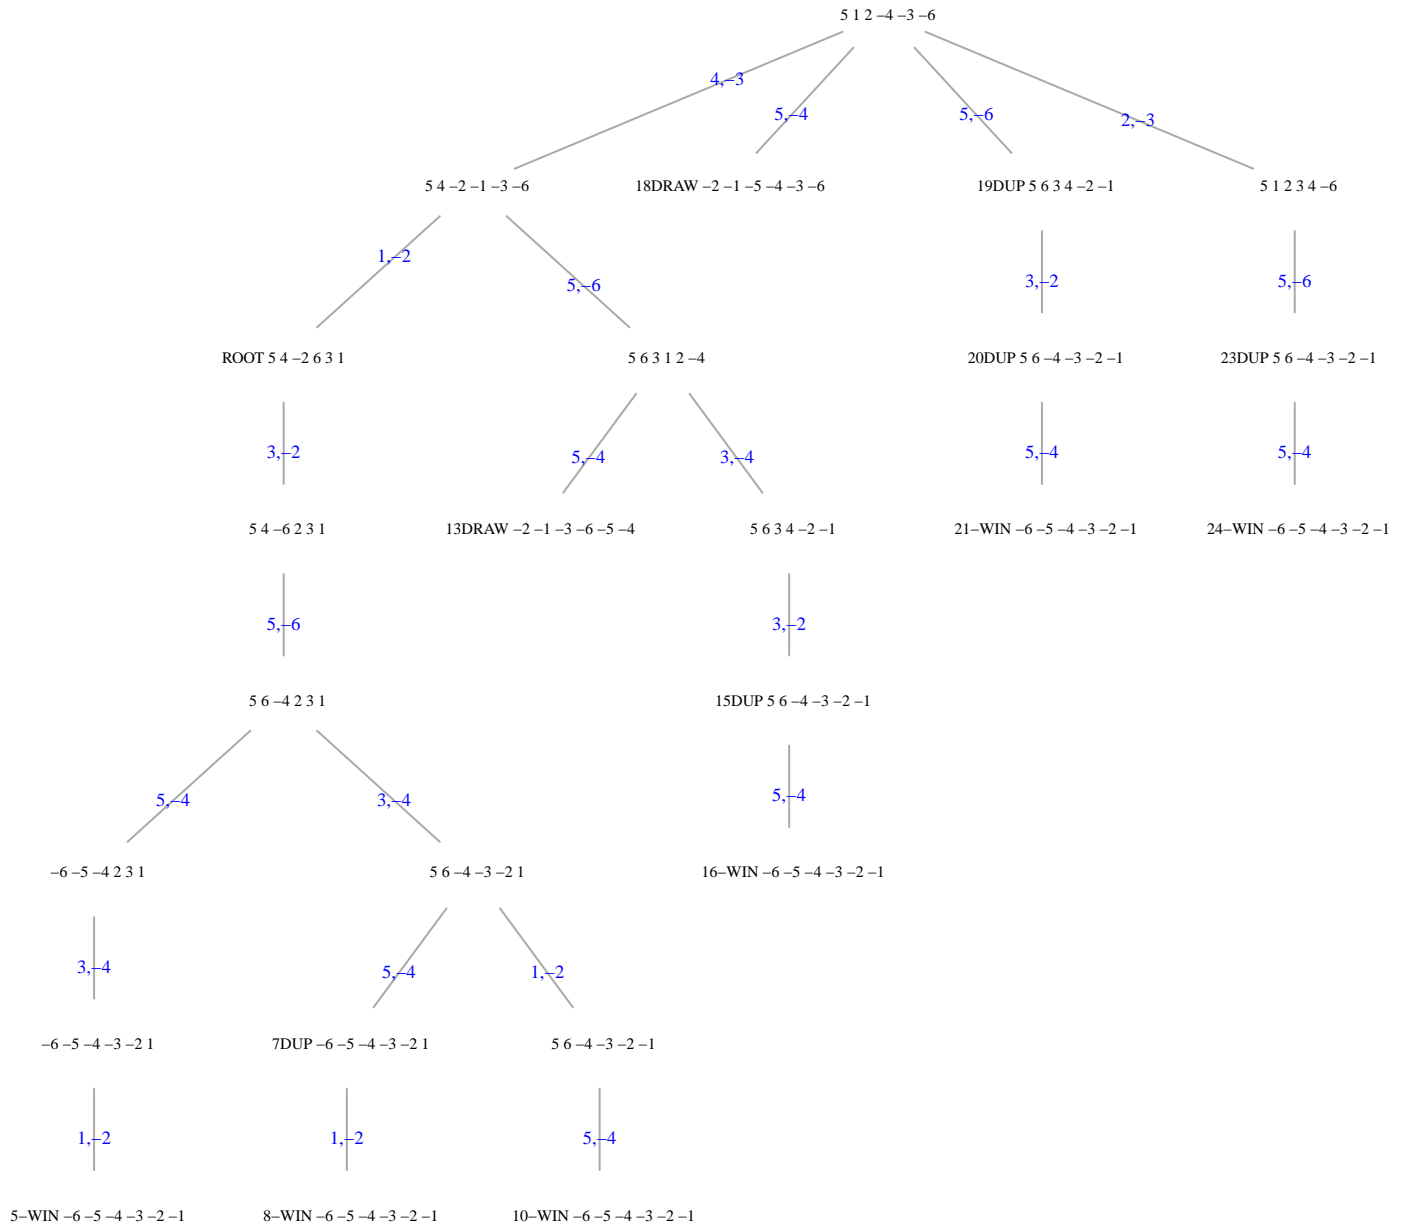 5 1 2 –4 –3 –6
4,–3
5,–4
5,–6
2,–3
5 4 –2 –1 –3 –6
18DRAW –2 –1 –5 –4 –3 –6
19DUP 5 6 3 4 –2 –1
5 1 2 3 4 –6
1,–2
5,–6
3,–2
5,–6
ROOT 5 4 –2 6 3 1
5 6 3 1 2 –4
20DUP 5 6 –4 –3 –2 –1
23DUP 5 6 –4 –3 –2 –1
3,–2
5,–4
3,–4
5,–4
5,–4
5 4 –6 2 3 1
13DRAW –2 –1 –3 –6 –5 –4
5 6 3 4 –2 –1
21–WIN –6 –5 –4 –3 –2 –1
24–WIN –6 –5 –4 –3 –2 –1
5,–6
3,–2
5 6 –4 2 3 1
15DUP 5 6 –4 –3 –2 –1
5,–4
3,–4
5,–4
–6 –5 –4 2 3 1
5 6 –4 –3 –2 1
16–WIN –6 –5 –4 –3 –2 –1
3,–4
5,–4
1,–2
–6 –5 –4 –3 –2 1
7DUP –6 –5 –4 –3 –2 1
5 6 –4 –3 –2 –1
1,–2
1,–2
5,–4
5–WIN –6 –5 –4 –3 –2 –1
8–WIN –6 –5 –4 –3 –2 –1
10–WIN –6 –5 –4 –3 –2 –1